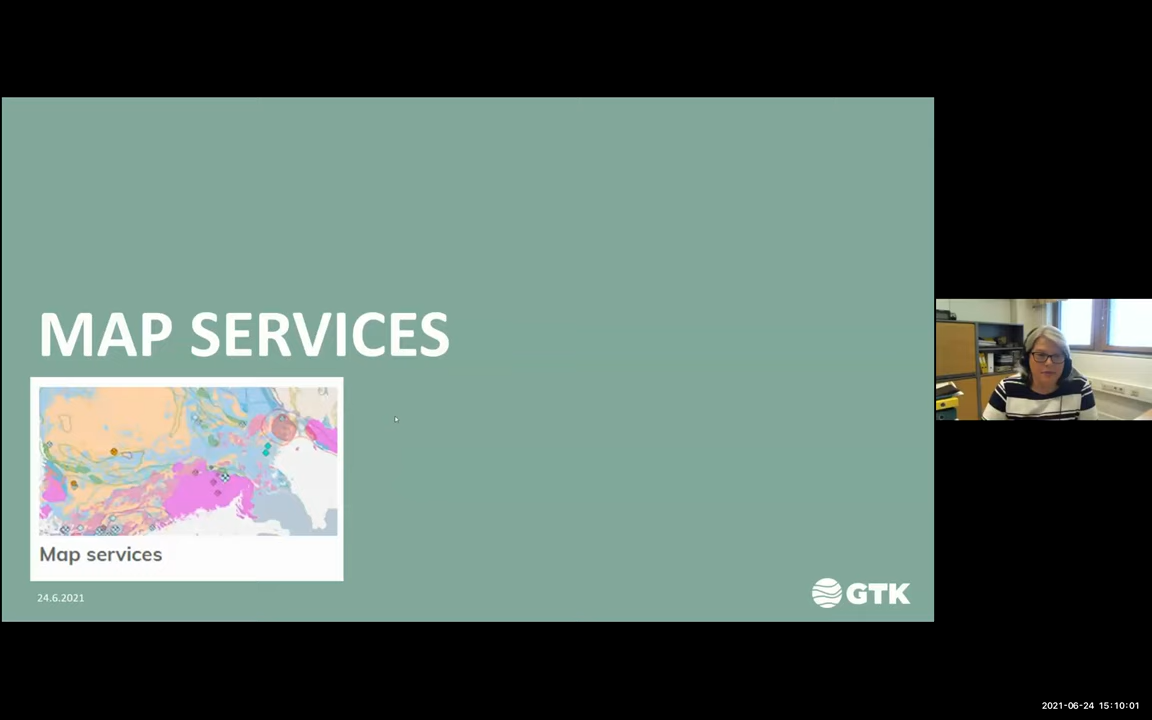 MAP SERVICES
Map services
24.6.2021
GTK
2021-06-24 15:10:01